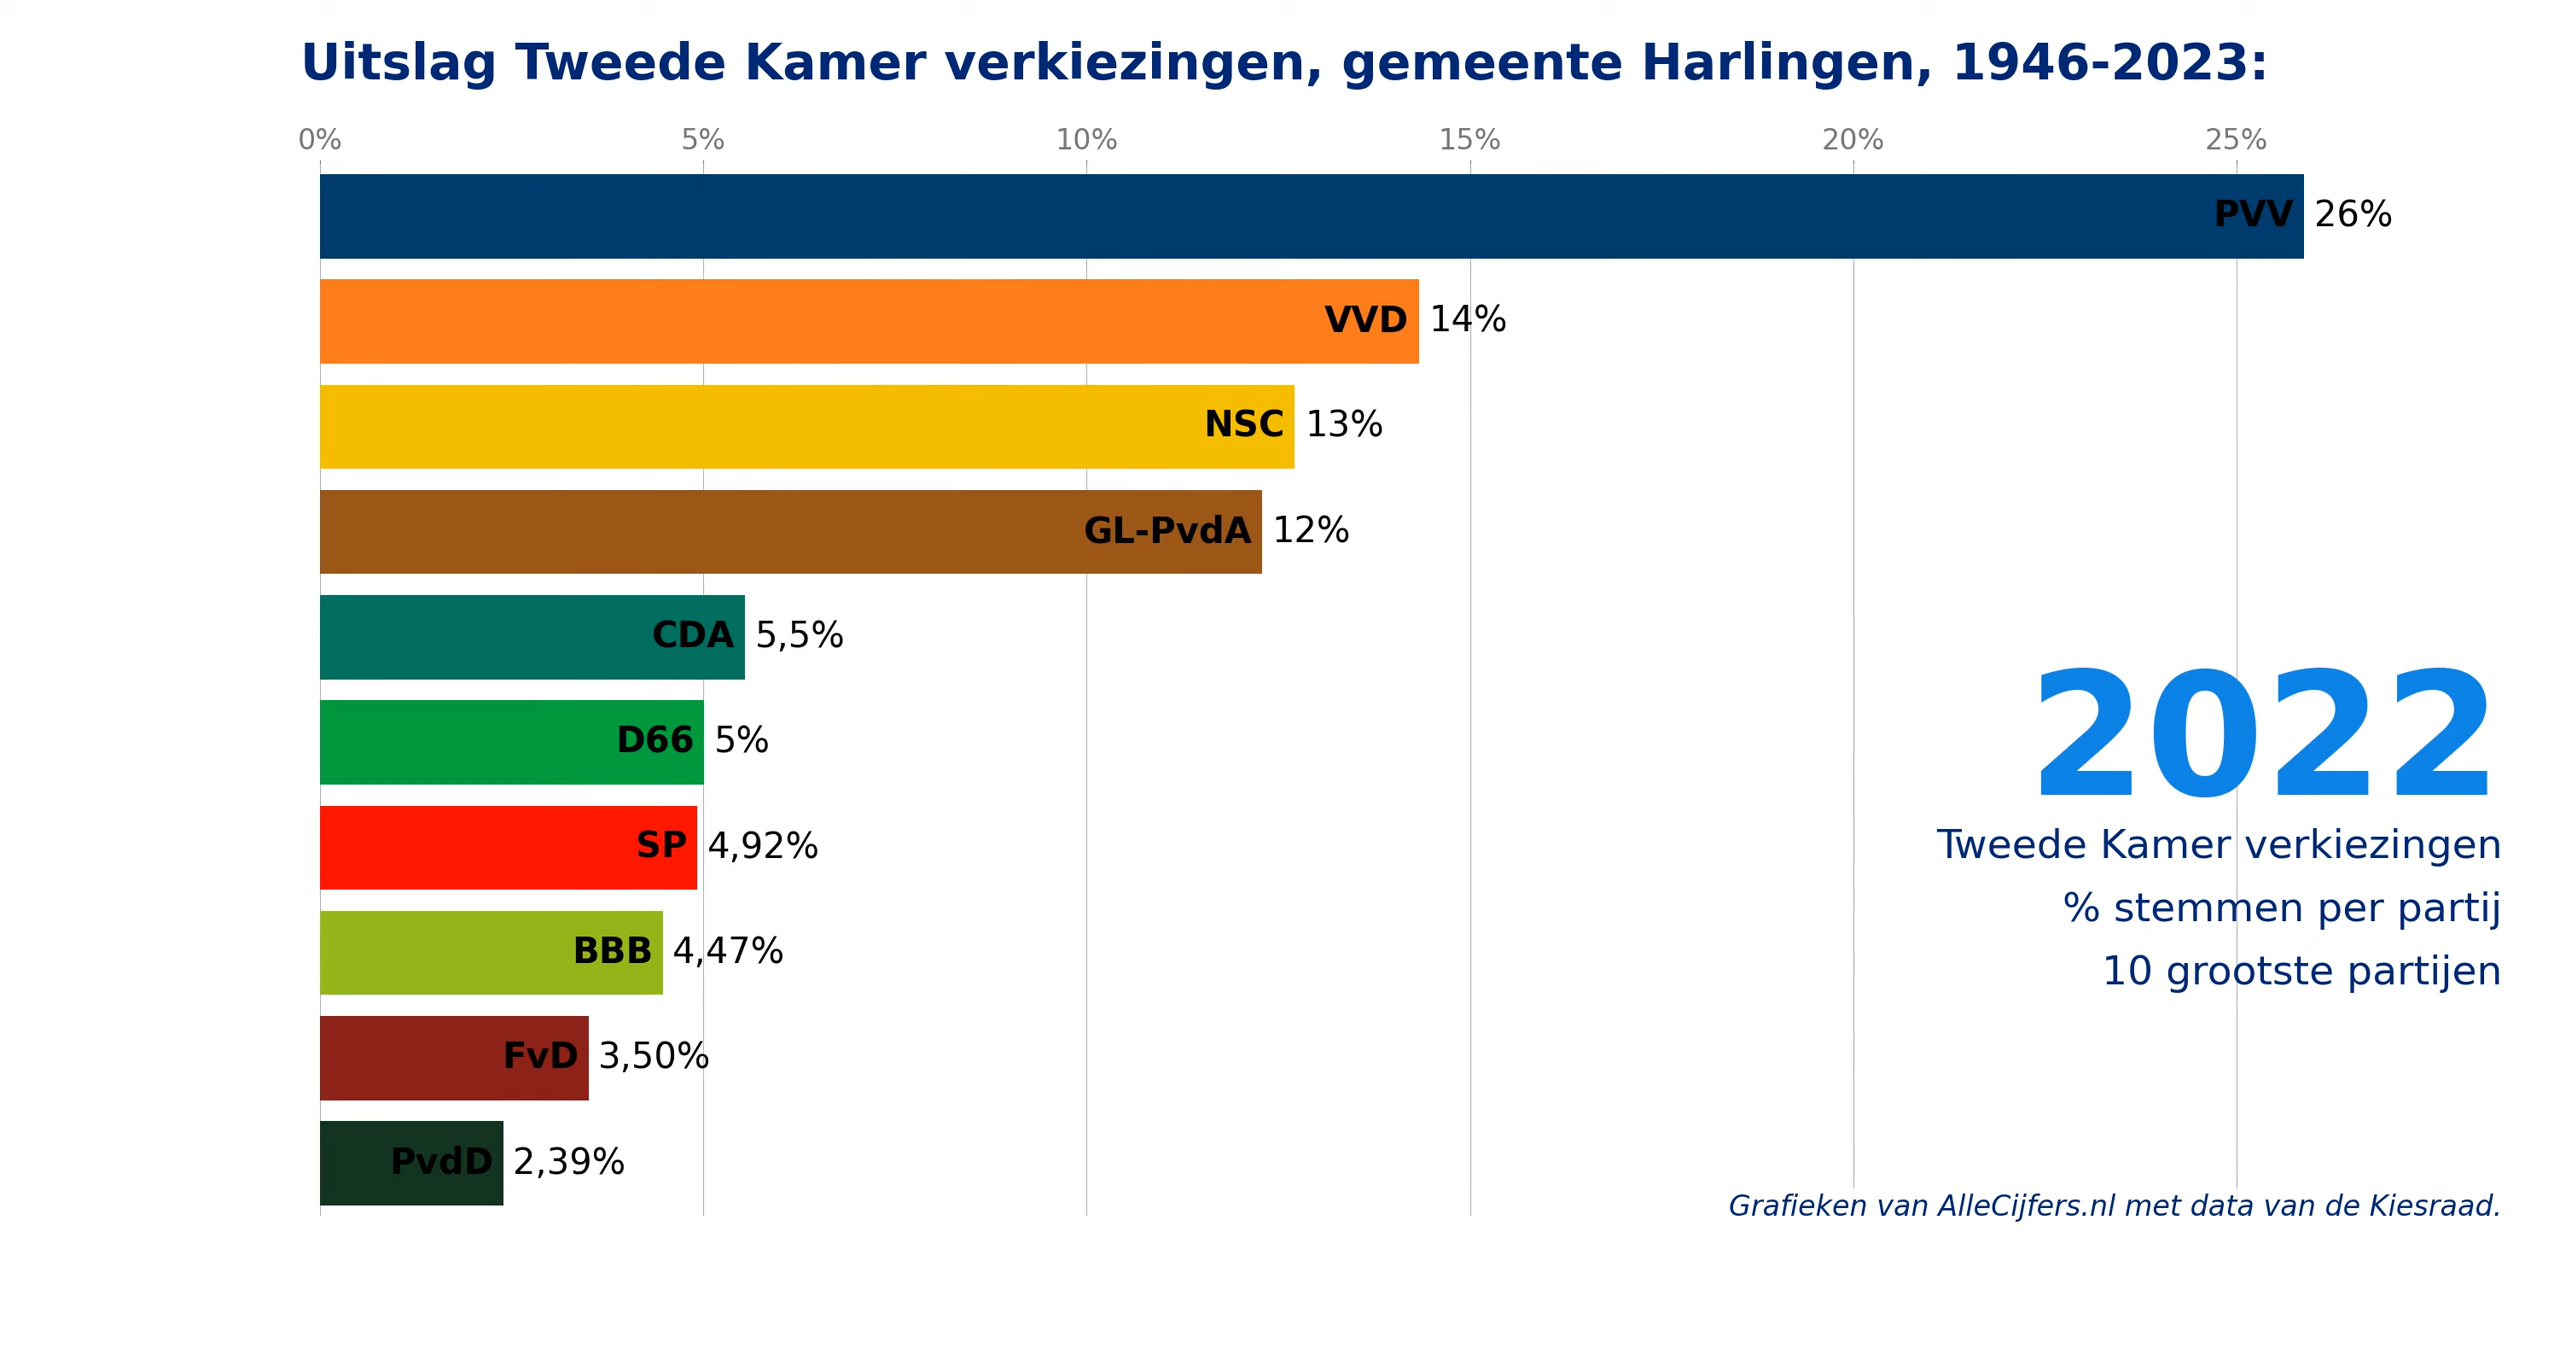 Uitslag Tweede Kamer verkiezingen, gemeente Harlingen, 1946-2023:
0% 5% 10% 15% 20% 25%
PVV 26%
VVD 14%
NSC 13%
GL-PvdA 12%
CDA 5,5%
D66 5%
SP 4,92%
BBB 4,47%
FvD 3,50%
PvdD 2,39%
2022
Tweede Kamer verkiezingen
% stemmen per partij
10 grootste partijen
Grafieken van AlleCijfers.nl met data van de Kiesraad.